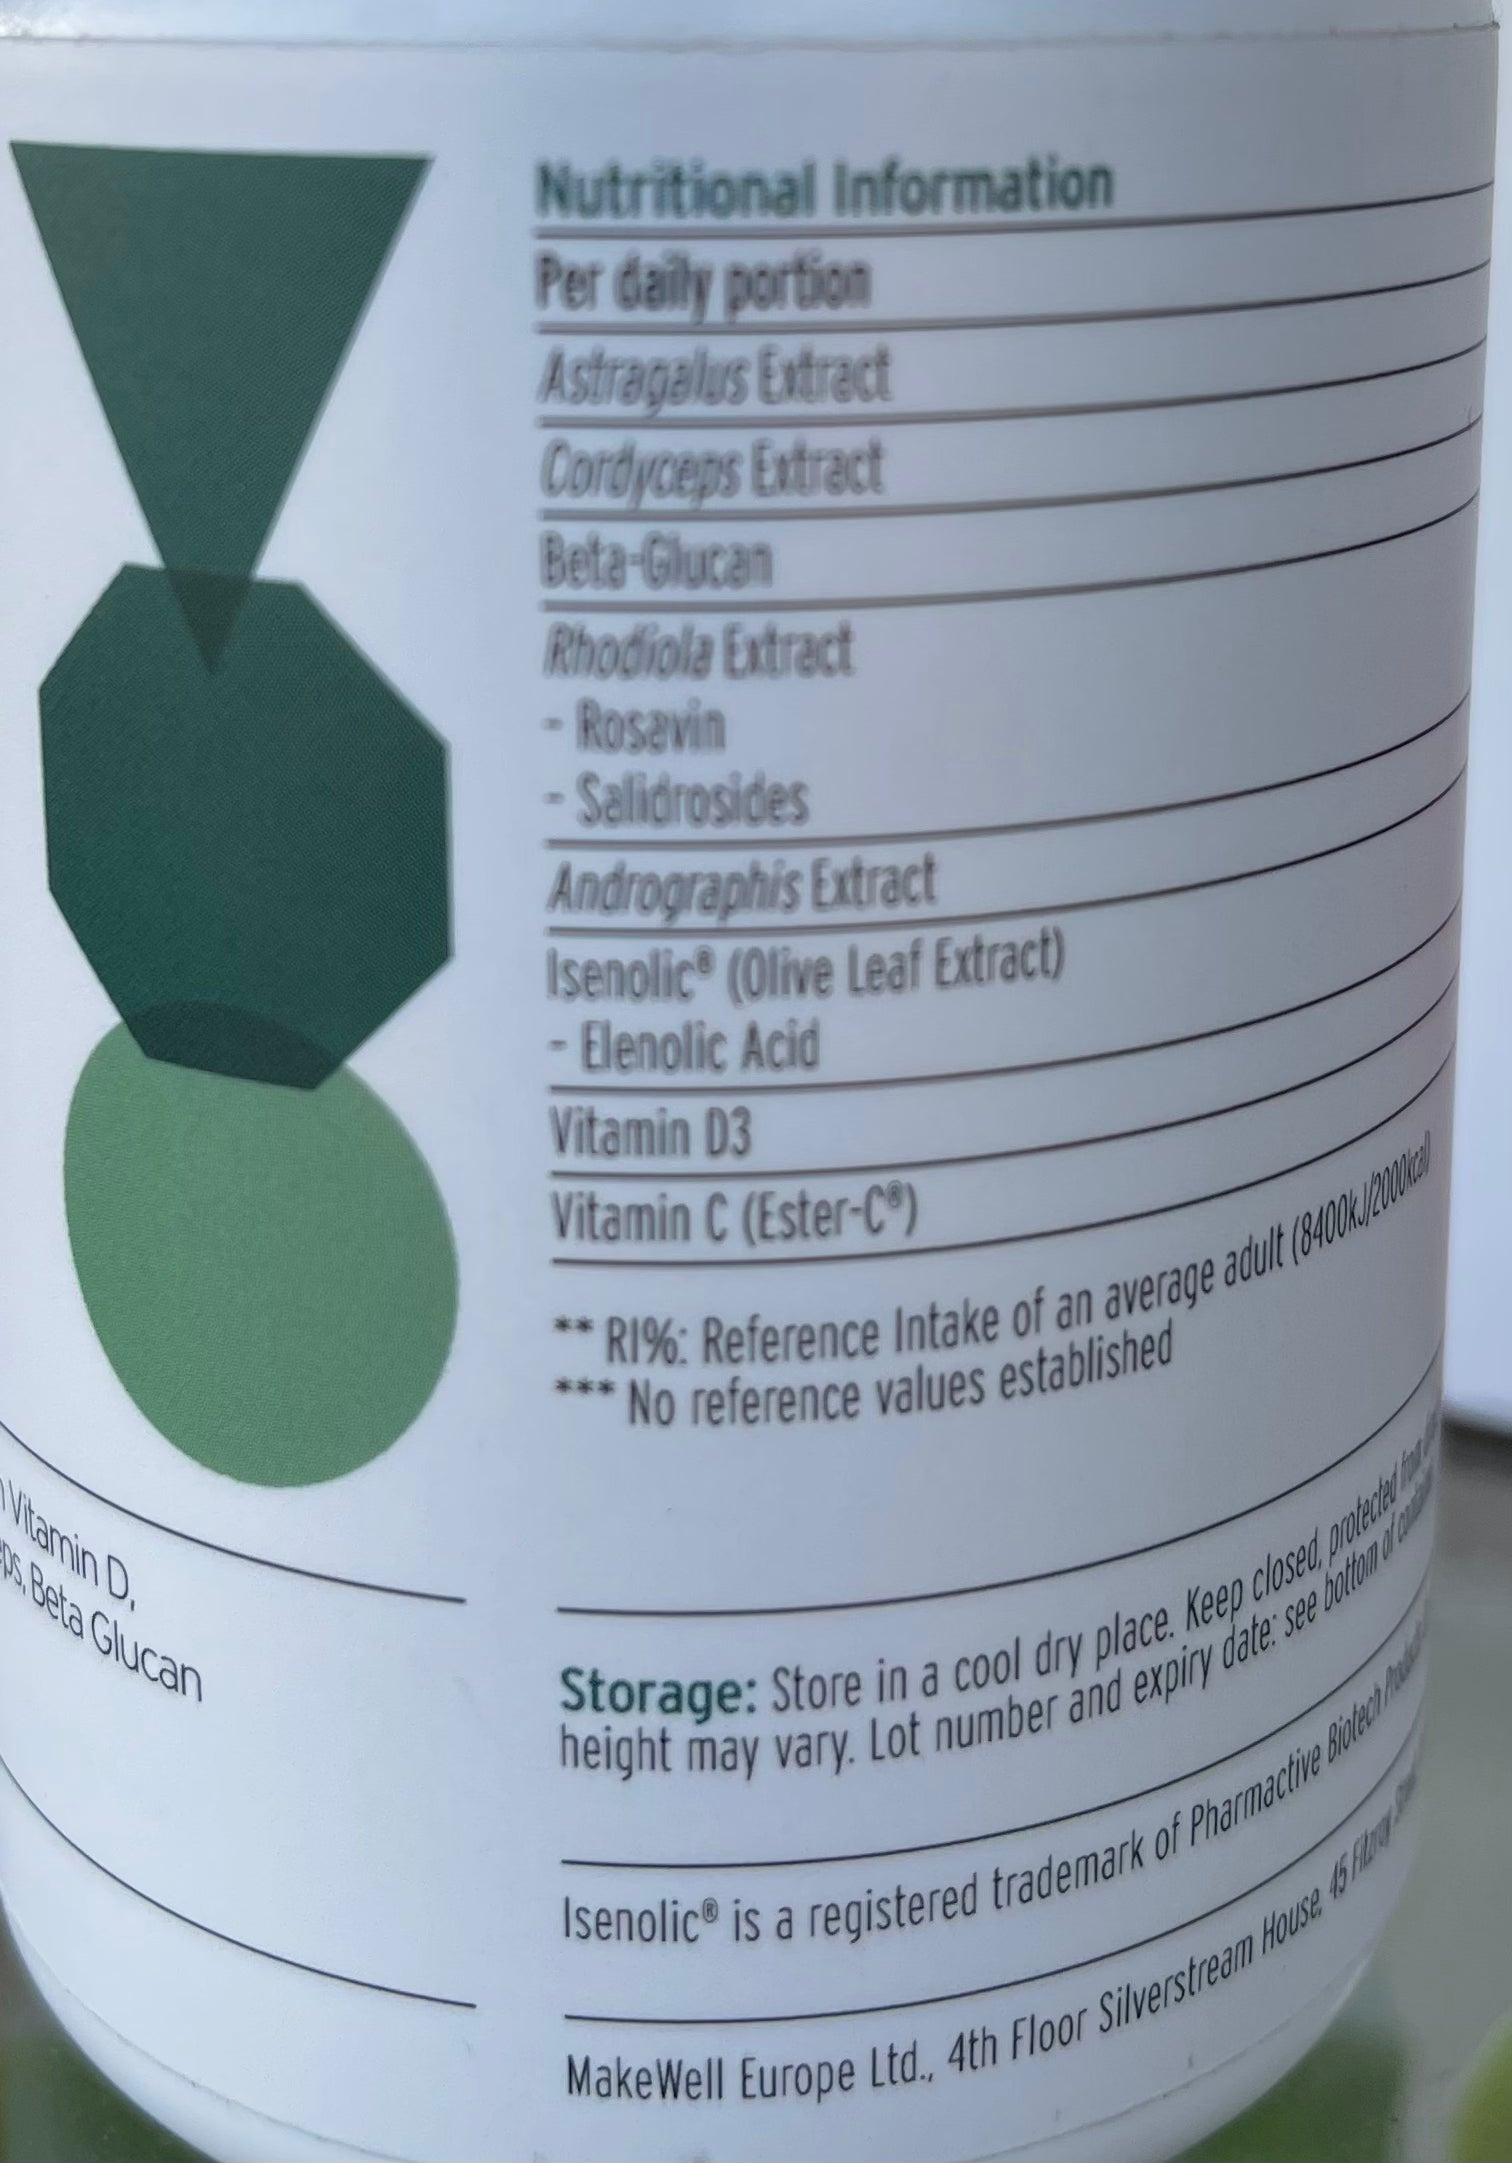 Nutritional Information
Per daily portion
Astragalus Extract
Cordyceps Extract
Beta-Glucan
Rhodiola Extract
- Rosavin
- Salidrosides
Andrographis Extract
Isenolic® (Olive Leaf Extract)
- Elenolic Acid
Vitamin D3
Vitamin C (Ester-C®)
** RI%: Reference Intake of an average adult (8400kJ/2000kcal)
*** No reference values established
Vitamin D,
Beta Glucan
Storage: Store in a cool dry place. Keep closed, protected from
height may vary. Lot number and expiry date: see bottom of
Isenolic® is a registered trademark of Pharmactive Biotech
MakeWell Europe Ltd., 4th Floor Silverstream House, 45 Fitzroy